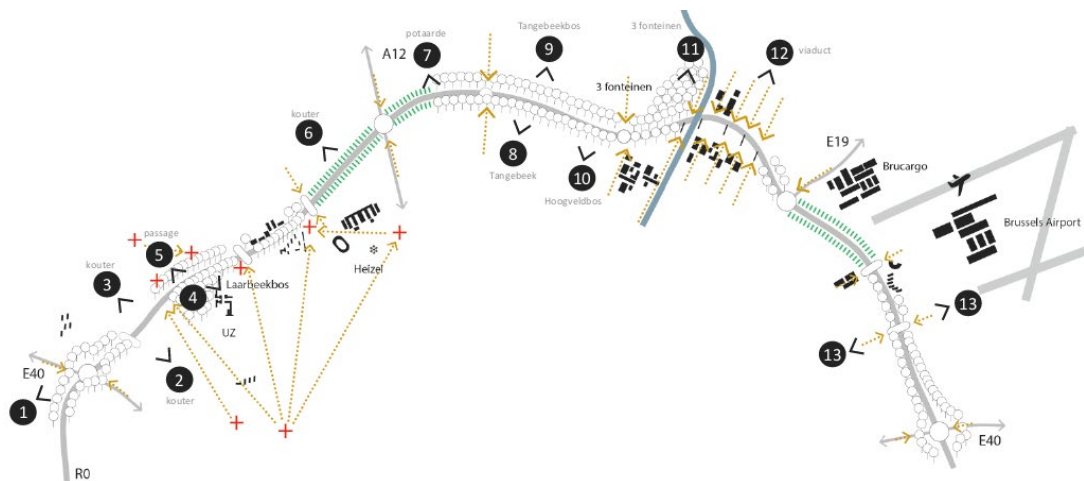 3 fonteinen
Tangebeekbos
potaarde
A12
7
9
11
12
viaduct
3 fonteinen
kouter
6
8
Tangebeek
10
Hoogveldbos
E19
Brucargo
Brussels Airport
passage
5
Heizel
kouter
3
4
Laarbeekbos
UZ
13
13
E40
1
2
kouter
R0
E40